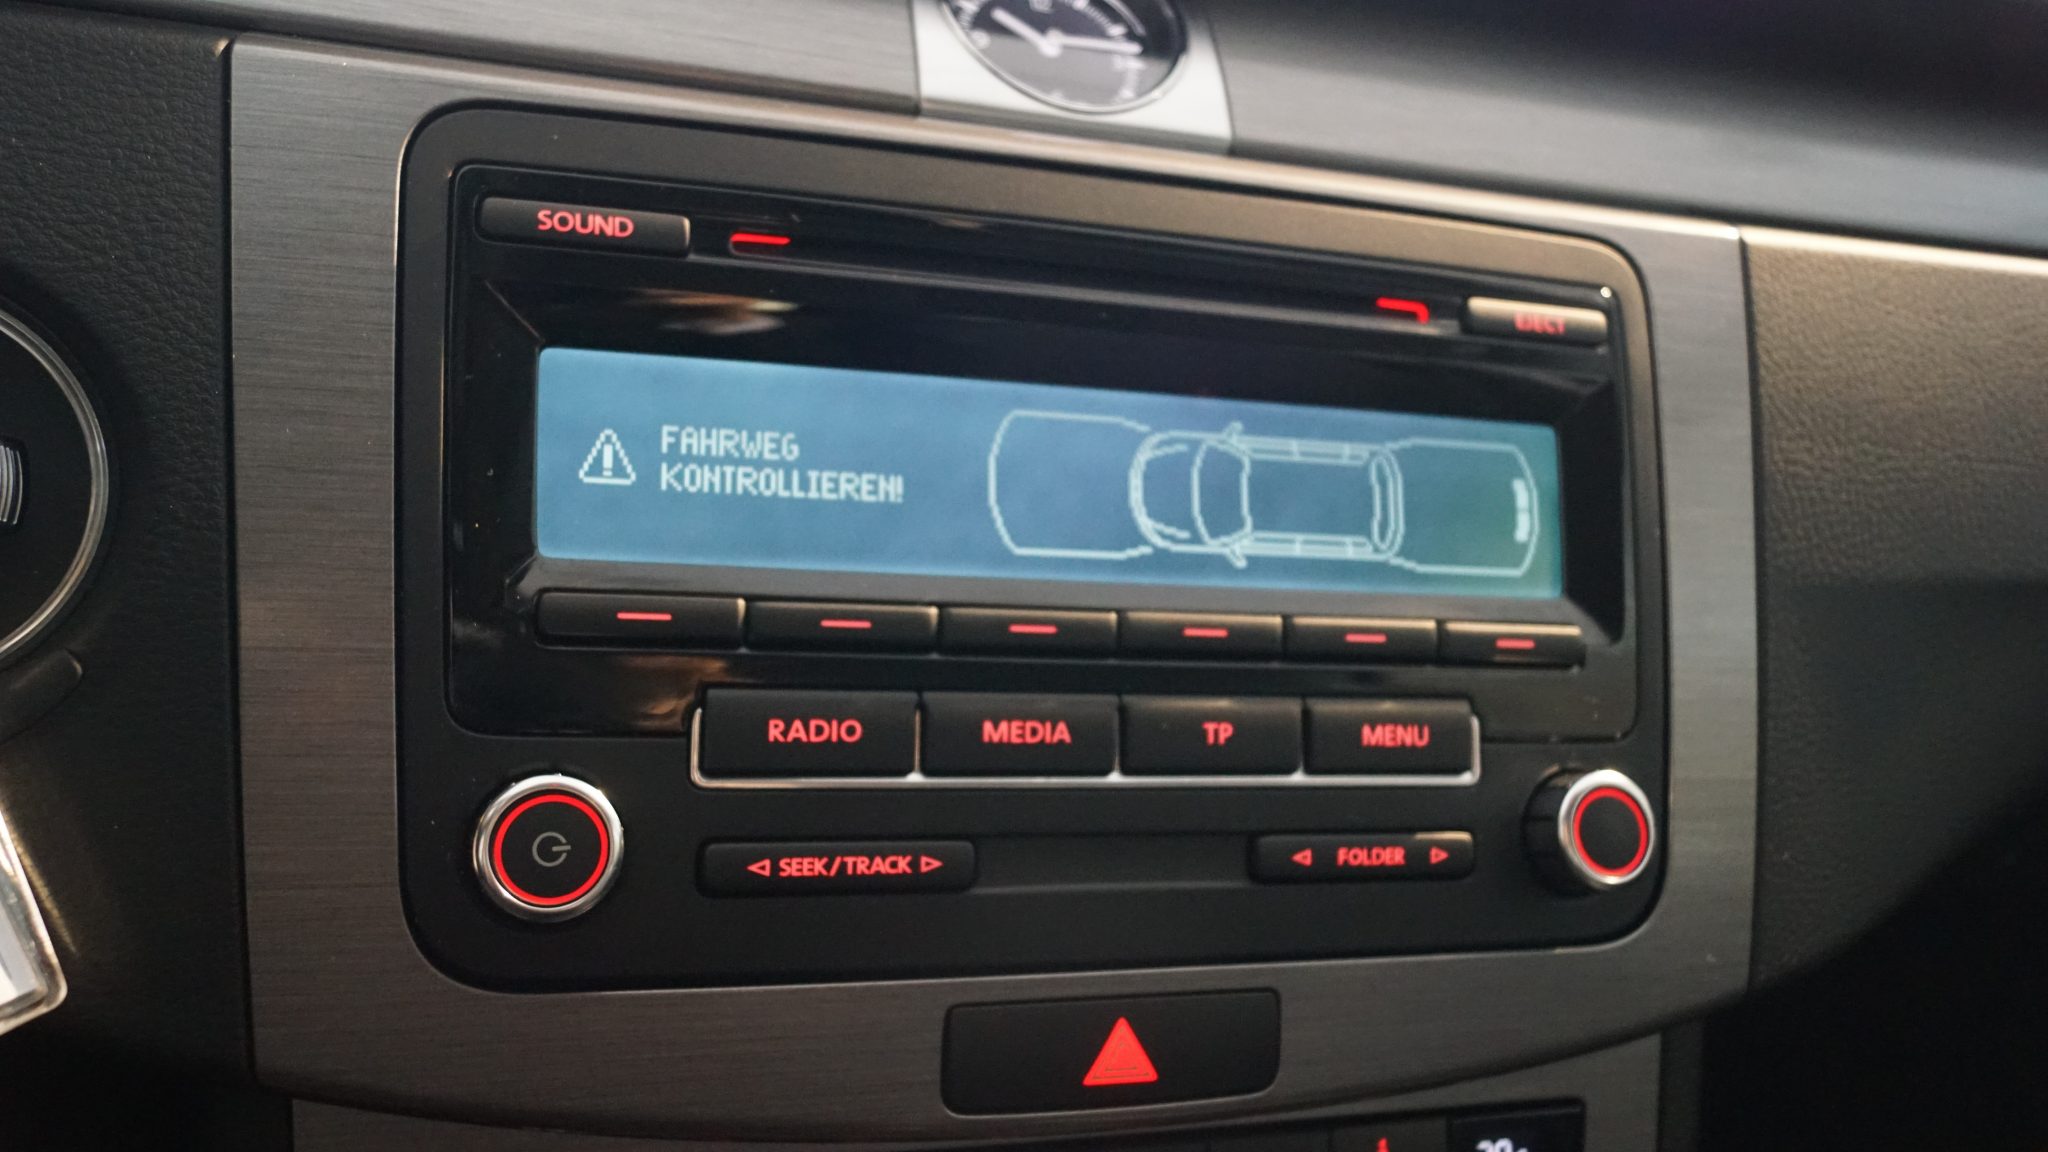 SOUND
EJECT
FAHRWEG
KONTROLLIEREN!
RADIO
MEDIA
TP
MENU
SEEK/TRACK
FOLDER